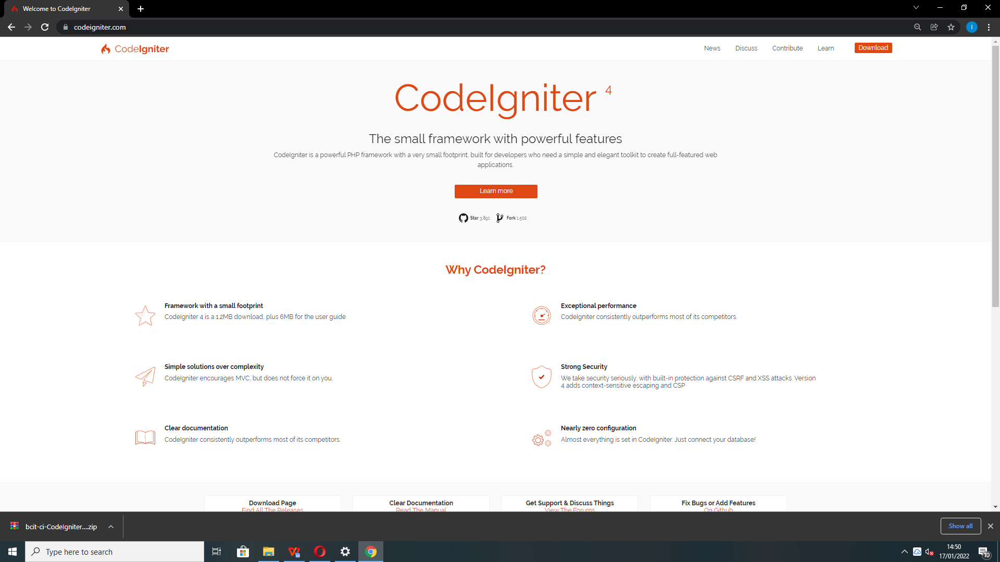 Welcome to CodeIgniter
codeigniter.com
I
CodeIgniter
News
Discuss
Contribute
Learn
Download
CodeIgniter 4
The small framework with powerful features
CodeIgniter is a powerful PHP framework with a very small footprint, built for developers who need a simple and elegant toolkit to create full-featured web
applications.
Learn more
Star 3,891
Fork 1,502
Why CodeIgniter?
Framework with a small footprint
CodeIgniter 4 is a 1.2MB download, plus 6MB for the user guide.
Exceptional performance
CodeIgniter consistently outperforms most of its competitors.
Simple solutions over complexity
CodeIgniter encourages MVC, but does not force it on you.
Strong Security
We take security seriously, with built-in protection against CSRF and XSS attacks. Version
4 adds context-sensitive escaping and CSP
Clear documentation
CodeIgniter consistently outperforms most of its competitors.
Nearly zero configuration
Almost everything is set in CodeIgniter. Just connect your database!
Download Page
Find All The Releases
Clear Documentation
Read The Manual
Get Support & Discuss Things
View The Forums
Fix Bugs or Add Features
On Github
bcit-ci-CodeIgniter....zip
Show all
Type here to search
14:50
17/01/2022
10